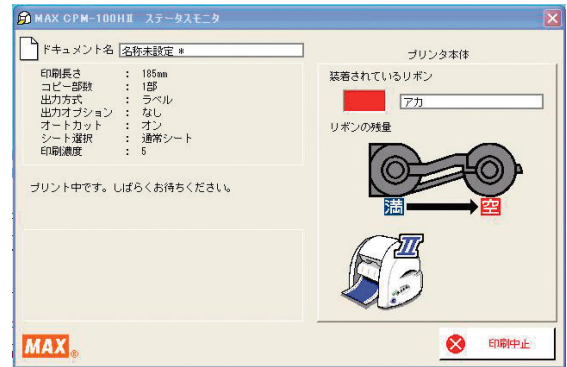 MAX CPM-100HⅡ ステータスモニタ
ドキュメント名 名称未設定 *
印刷長さ : 185mm
コピー部数 : 1部
出力方式 : ラベル
出力オプション : なし
オートカット : オン
シート選択 : 通常シート
印刷濃度 : 5
プリント中です。しばらくお待ちください。
プリンタ本体
装着されているリボン
アカ
リボンの残量
満 空
Ⅱ
MAX®
印刷中止